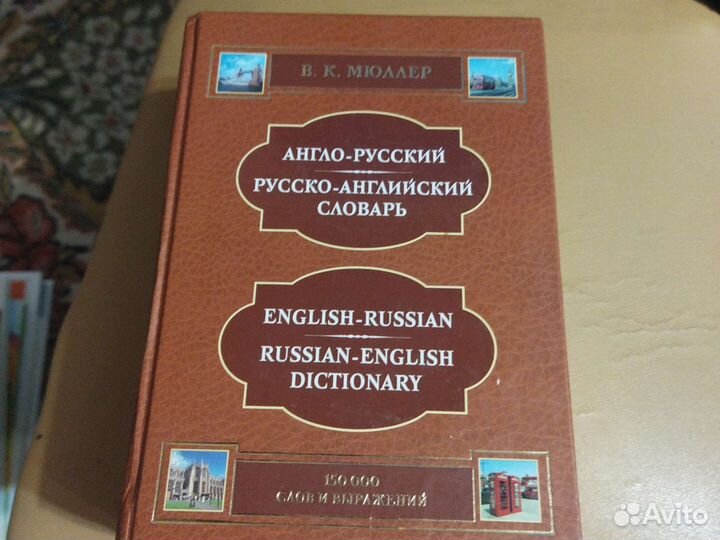 В. К. МЮЛЛЕР
АНГЛО-РУССКИЙ
РУССКО-АНГЛИЙСКИЙ
СЛОВАРЬ
ENGLISH-RUSSIAN
RUSSIAN-ENGLISH
DICTIONARY
150 000
СЛОВ И ВЫРАЖЕНИЙ
Avito